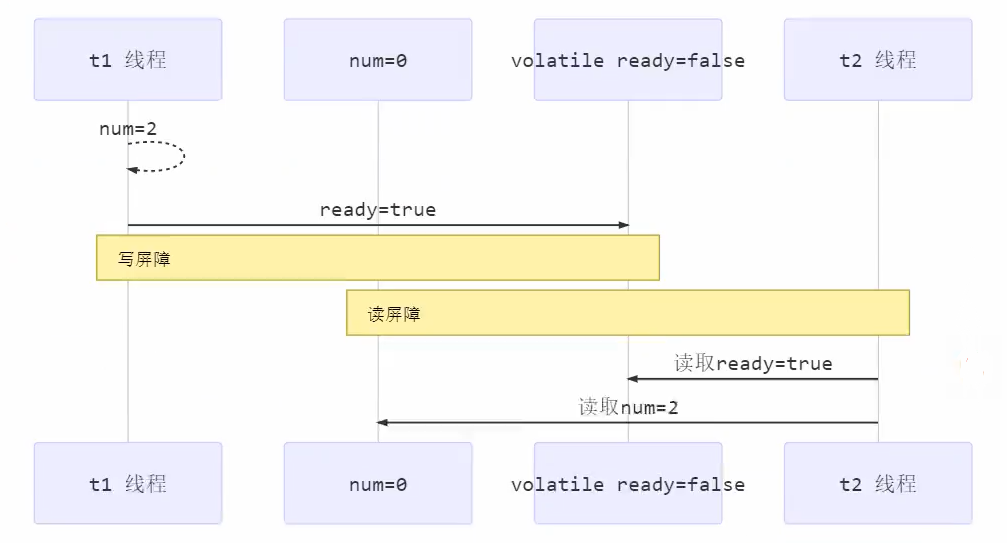 t1 线程
num=0
volatile ready=false
t2 线程
num=2
ready=true
写屏障
读屏障
读取ready=true
读取num=2
t1 线程
num=0
volatile ready=false
t2 线程